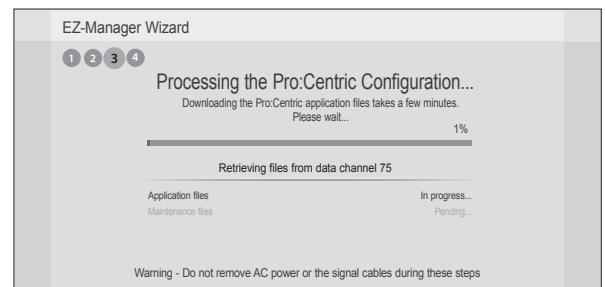 EZ-Manager Wizard
1 2 3 4
Processing the Pro:Centric Configuration...
Downloading the Pro:Centric application files takes a few minutes.
Please wait...
1%
Retrieving files from data channel 75
Application files In progress...
Maintenance files Pending...
Warning - Do not remove AC power or the signal cables during these steps